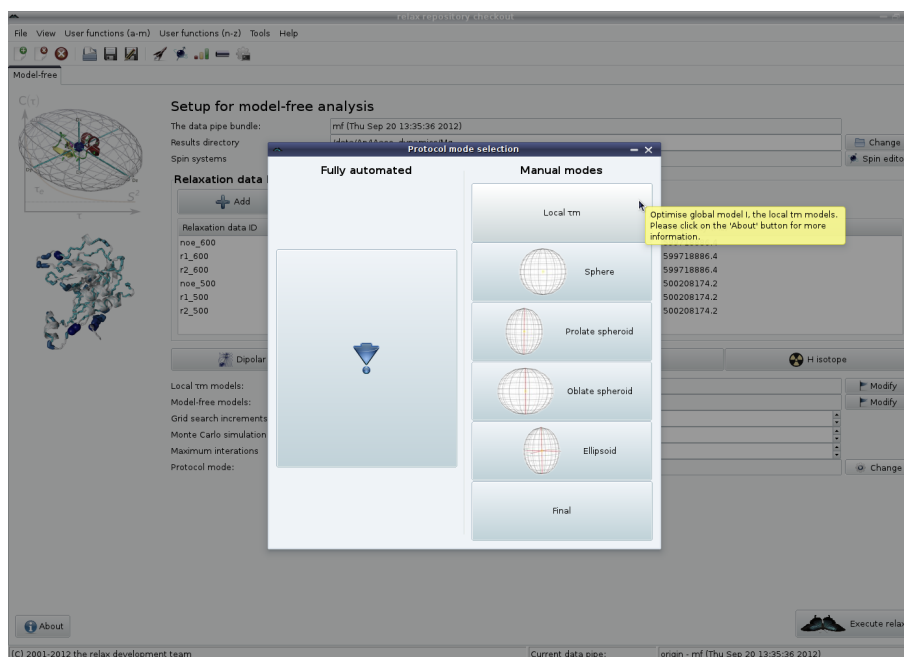 relax repository checkout
File View User functions (a-m) User functions (n-z) Tools Help
Model-free
C(τ)
τe
S²
τ
Setup for model-free analysis
The data pipe bundle: mf (Thu Sep 20 13:35:36 2012)
Results directory Change
Spin systems Spin edito
Relaxation data
Add
Relaxation data ID
noe_600
r1_600 599718886.4
r2_600 599718886.4
noe_500 500208174.2
r1_500 500208174.2
r2_500 500208174.2
Dipolar H isotope
Local τm models: Modify
Model-free models: Modify
Grid search increments
Monte Carlo simulation
Maximum interations
Protocol mode: Change
Protocol mode selection
Fully automated
Manual modes
Local τm
Sphere
Prolate spheroid
Oblate spheroid
Ellipsoid
Final
Optimise global model I, the local tm models.
Please click on the 'About' button for more
information.
About
Execute relax
(C) 2001-2012 the relax development team Current data pipe: origin - mf (Thu Sep 20 13:35:36 2012)